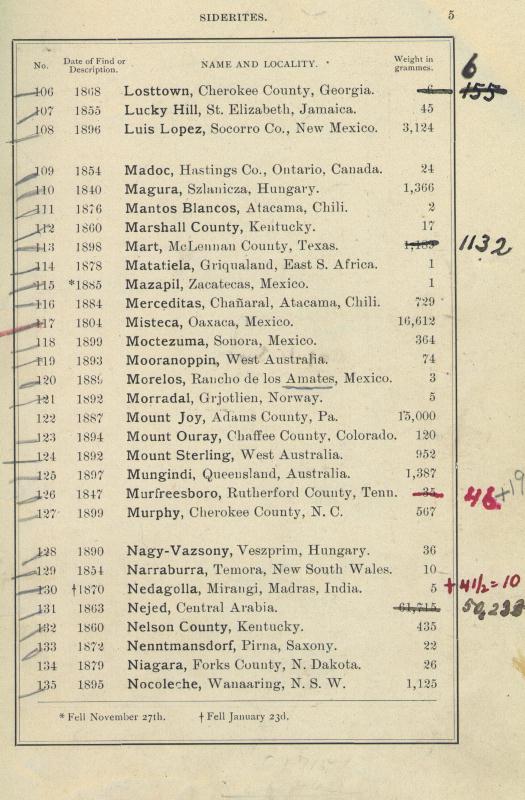 SIDERITES. 5
No. Date of Find or Description. NAME AND LOCALITY. Weight in grammes.
6
106 1868 Losttown, Cherokee County, Georgia. 6 155
107 1855 Lucky Hill, St. Elizabeth, Jamaica. 45
108 1896 Luis Lopez, Socorro Co., New Mexico. 3,124
109 1854 Madoc, Hastings Co., Ontario, Canada. 24
110 1840 Magura, Szlanicza, Hungary. 1,366
111 1876 Mantos Blancos, Atacama, Chili. 2
112 1860 Marshall County, Kentucky. 17
113 1898 Mart, McLennan County, Texas. 1132
114 1878 Matatiela, Griqualand, East S. Africa. 1
115 *1885 Mazapil, Zacatecas, Mexico. 1
116 1884 Merceditas, Chañaral, Atacama, Chili. 729
117 1804 Misteca, Oaxaca, Mexico. 16,612
118 1899 Moctezuma, Sonora, Mexico. 364
119 1893 Mooranoppin, West Australia. 74
120 Morelos, Rancho de los Amates, Mexico. 3
121 1892 Morradal, Grjotlien, Norway. 5
122 1887 Mount Joy, Adams County, Pa. 15,000
123 1894 Mount Ouray, Chaffee County, Colorado. 120
124 1892 Mount Sterling, West Australia. 952
125 1897 Mungindi, Queensland, Australia. 1,387
126 1847 Murfreesboro, Rutherford County, Tenn. 35 46. +19
127 1899 Murphy, Cherokee County, N. C. 567
128 1890 Nagy-Vazsony, Veszprim, Hungary. 36
129 1854 Narraburra, Temora, New South Wales. 10
130 †1870 Nedagolla, Mirangi, Madras, India. 5 + 4 1/2 = 10
131 1863 Nejed, Central Arabia. 61,715 59,233
132 1860 Nelson County, Kentucky. 435
133 1872 Nenntmansdorf, Pirna, Saxony. 22
134 1879 Niagara, Forks County, N. Dakota. 26
135 1895 Nocoleche, Wanaaring, N. S. W. 1,125
* Fell November 27th. † Fell January 23d.